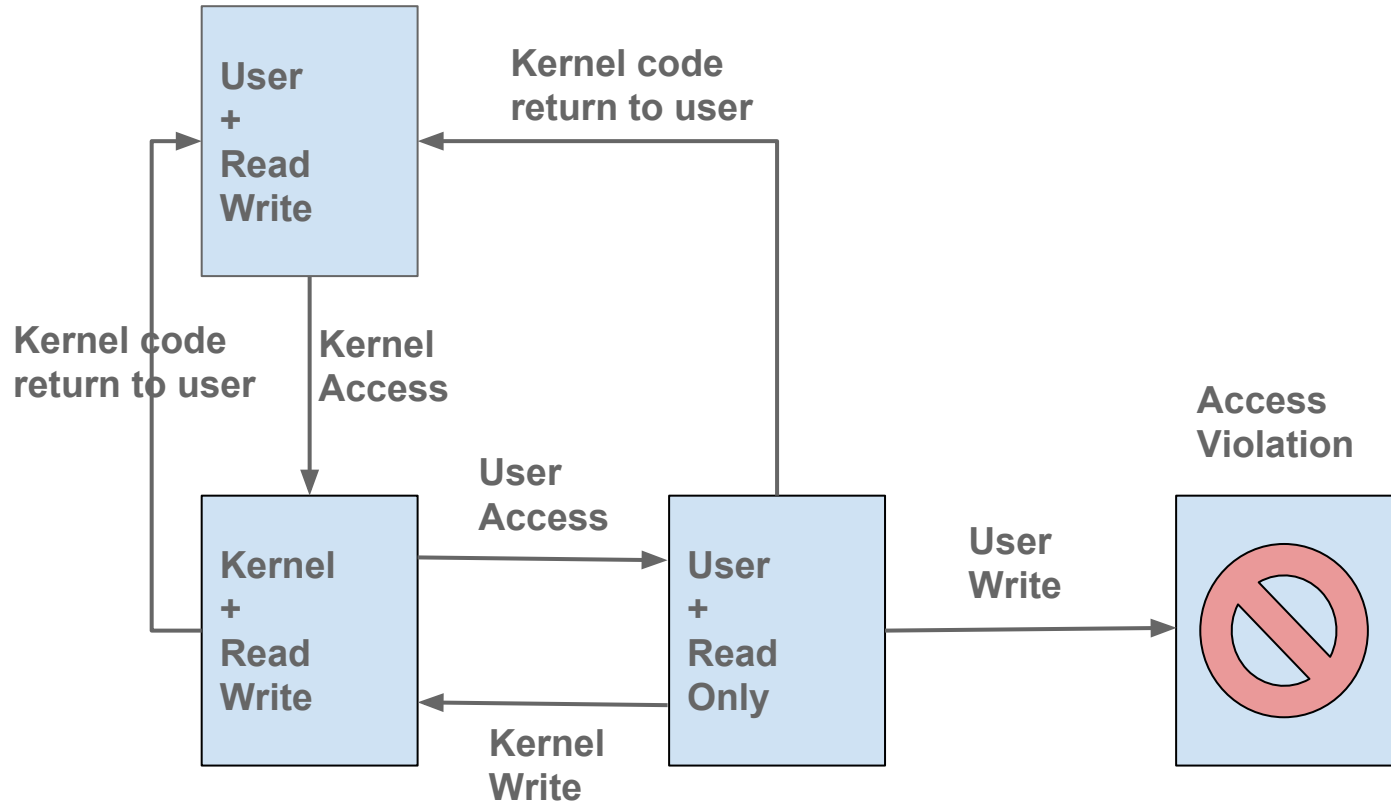 User
+
Read
Write
Kernel code
return to user
Kernel code
return to user
Kernel
Access
Access
Violation
User
Access
Kernel
+
Read
Write
User
+
Read
Only
User
Write
Kernel
Write